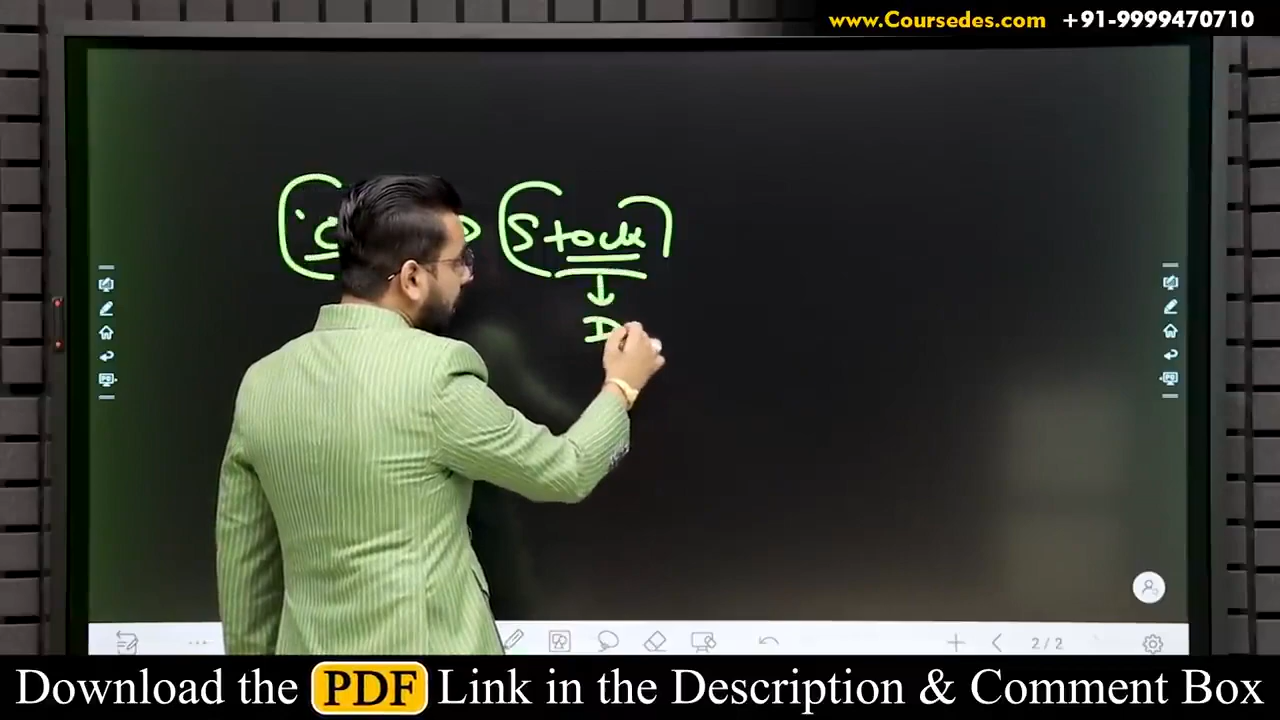 www.Coursedes.com +91-9999470710
Stock
D
2/2
Download the PDF Link in the Description & Comment Box